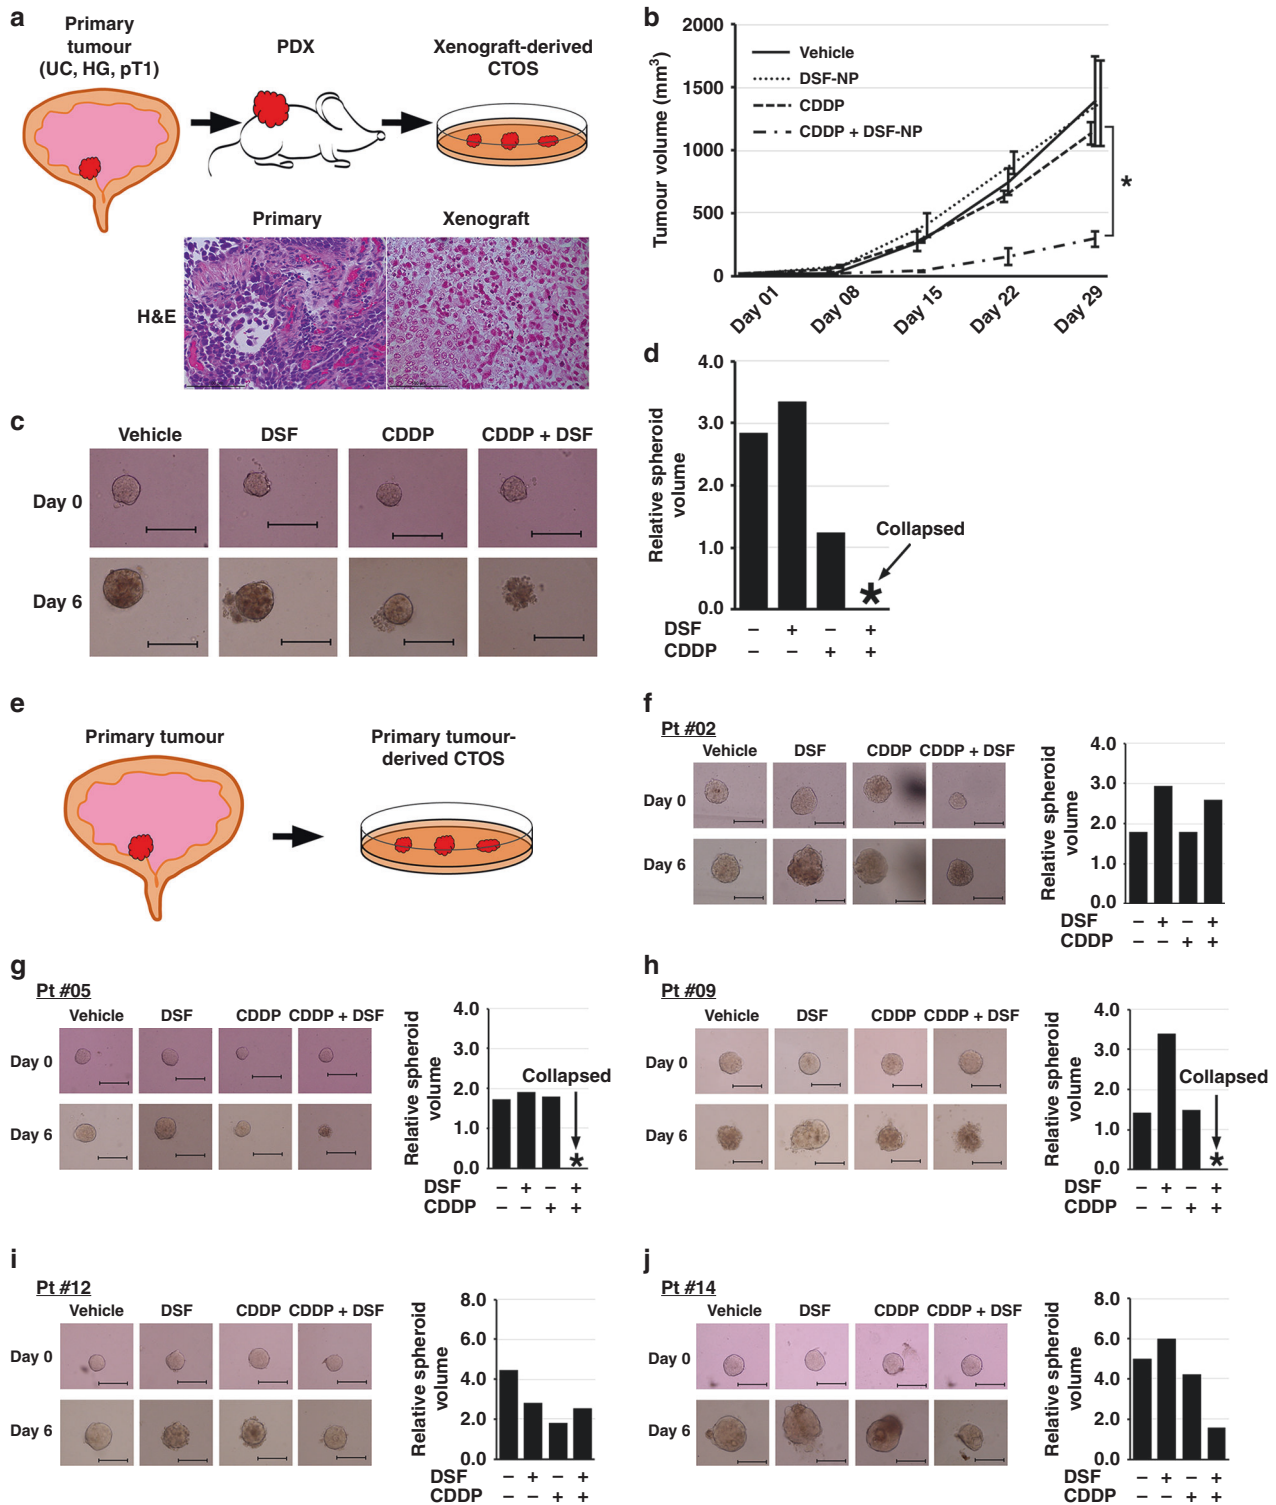 a
Primary
tumour
(UC, HG, pT1)
PDX
Xenograft-derived
CTOS
Primary
Xenograft
H&E
b
Tumour volume (mm³)
2000
1500
1000
500
0
Vehicle
DSF-NP
CDDP
CDDP + DSF-NP
*
Day 01
Day 08
Day 15
Day 22
Day 29
c
Vehicle
DSF
CDDP
CDDP + DSF
Day 0
Day 6
d
Relative spheroid
volume
4.0
3.0
2.0
1.0
0.0
Collapsed
*
DSF – + – +
CDDP – – + +
e
Primary tumour
Primary tumour-
derived CTOS
f
Pt #02
Vehicle DSF CDDP CDDP + DSF
Day 0
Day 6
Relative spheroid
volume
4.0
3.0
2.0
1.0
0.0
DSF – + – +
CDDP – – + +
g
Pt #05
Vehicle DSF CDDP CDDP + DSF
Day 0
Day 6
Relative spheroid
volume
4.0
3.0
2.0
1.0
0.0
Collapsed
*
DSF – + – +
CDDP – – + +
h
Pt #09
Vehicle DSF CDDP CDDP + DSF
Day 0
Day 6
Relative spheroid
volume
4.0
3.0
2.0
1.0
0.0
Collapsed
*
DSF – + – +
CDDP – – + +
i
Pt #12
Vehicle DSF CDDP CDDP + DSF
Day 0
Day 6
Relative spheroid
volume
8.0
6.0
4.0
2.0
0.0
DSF – + – +
CDDP – – + +
j
Pt #14
Vehicle DSF CDDP CDDP + DSF
Day 0
Day 6
Relative spheroid
volume
8.0
6.0
4.0
2.0
0.0
DSF – + – +
CDDP – – + +